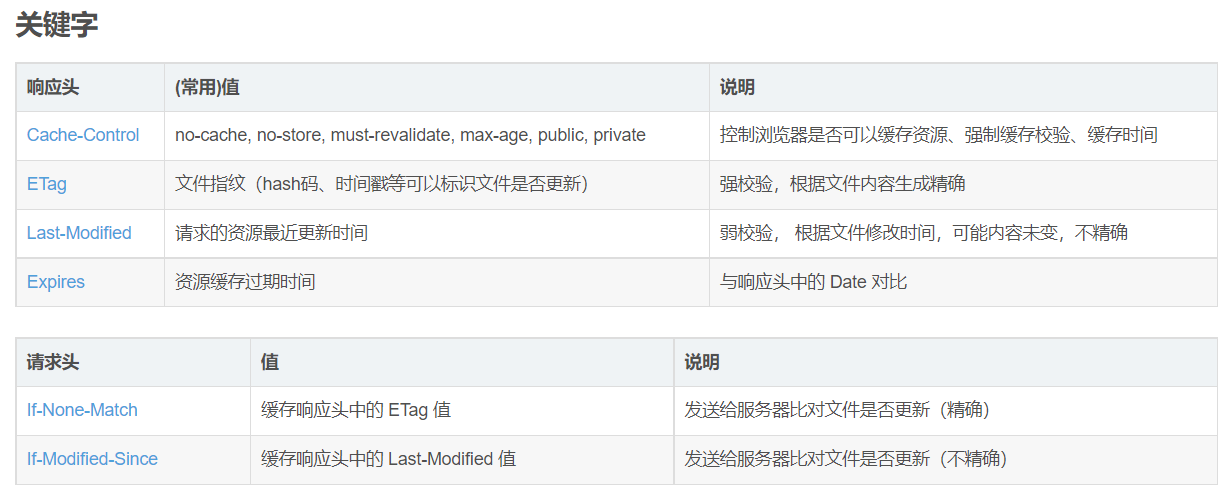 关键字
响应头 (常用)值 说明
Cache-Control no-cache, no-store, must-revalidate, max-age, public, private 控制浏览器是否可以缓存资源、强制缓存校验、缓存时间
ETag 文件指纹（hash码、时间戳等可以标识文件是否更新） 强校验，根据文件内容生成精确
Last-Modified 请求的资源最近更新时间 弱校验， 根据文件修改时间，可能内容未变，不精确
Expires 资源缓存过期时间 与响应头中的 Date 对比
请求头 值 说明
If-None-Match 缓存响应头中的 ETag 值 发送给服务器比对文件是否更新（精确）
If-Modified-Since 缓存响应头中的 Last-Modified 值 发送给服务器比对文件是否更新（不精确）